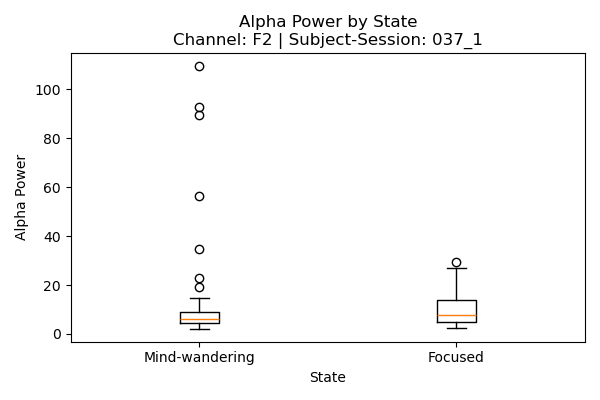 Alpha Power by State
Channel: F2 | Subject-Session: 037_1
100
80
60
40
20
0
Alpha Power
Mind-wandering
Focused
State